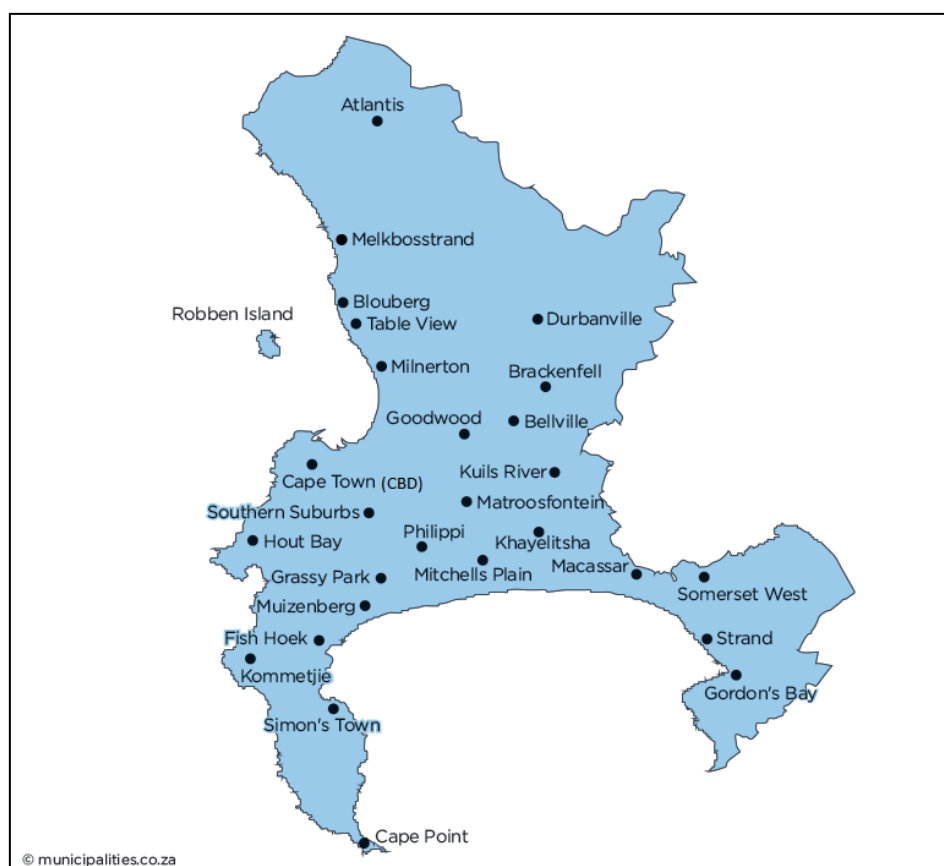 Atlantis
Melkbosstrand
Blouberg
Robben Island
Table View
Durbanville
Milnerton
Brackenfell
Goodwood
Bellville
Kuils River
Cape Town (CBD)
Matroosfontein
Southern Suburbs
Philippi
Khayelitsha
Hout Bay
Macassar
Mitchells Plain
Grassy Park
Somerset West
Muizenberg
Fish Hoek
Strand
Kommetjie
Gordon's Bay
Simon's Town
Cape Point
© municipalities.co.za